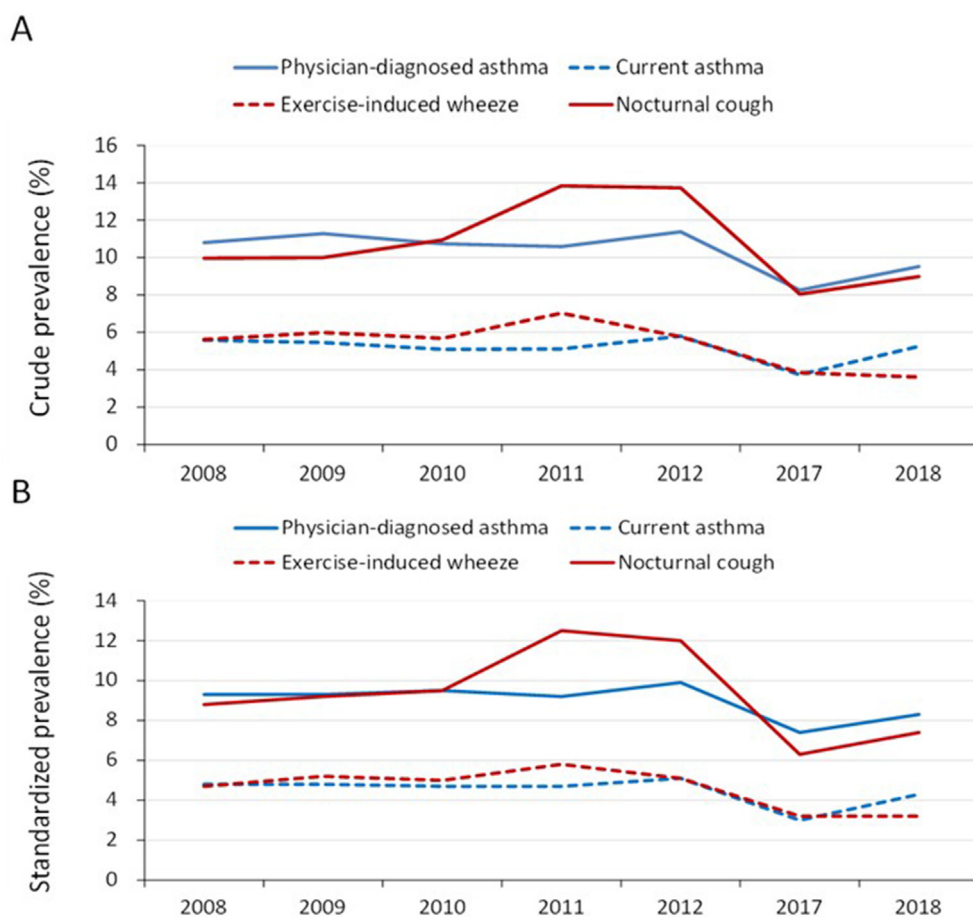 A
Physician-diagnosed asthma Current asthma
Exercise-induced wheeze Nocturnal cough
Crude prevalence (%)
16
14
12
10
8
6
4
2
0
2008 2009 2010 2011 2012 2017 2018
B
Physician-diagnosed asthma Current asthma
Exercise-induced wheeze Nocturnal cough
Standardized prevalence (%)
14
12
10
8
6
4
2
0
2008 2009 2010 2011 2012 2017 2018